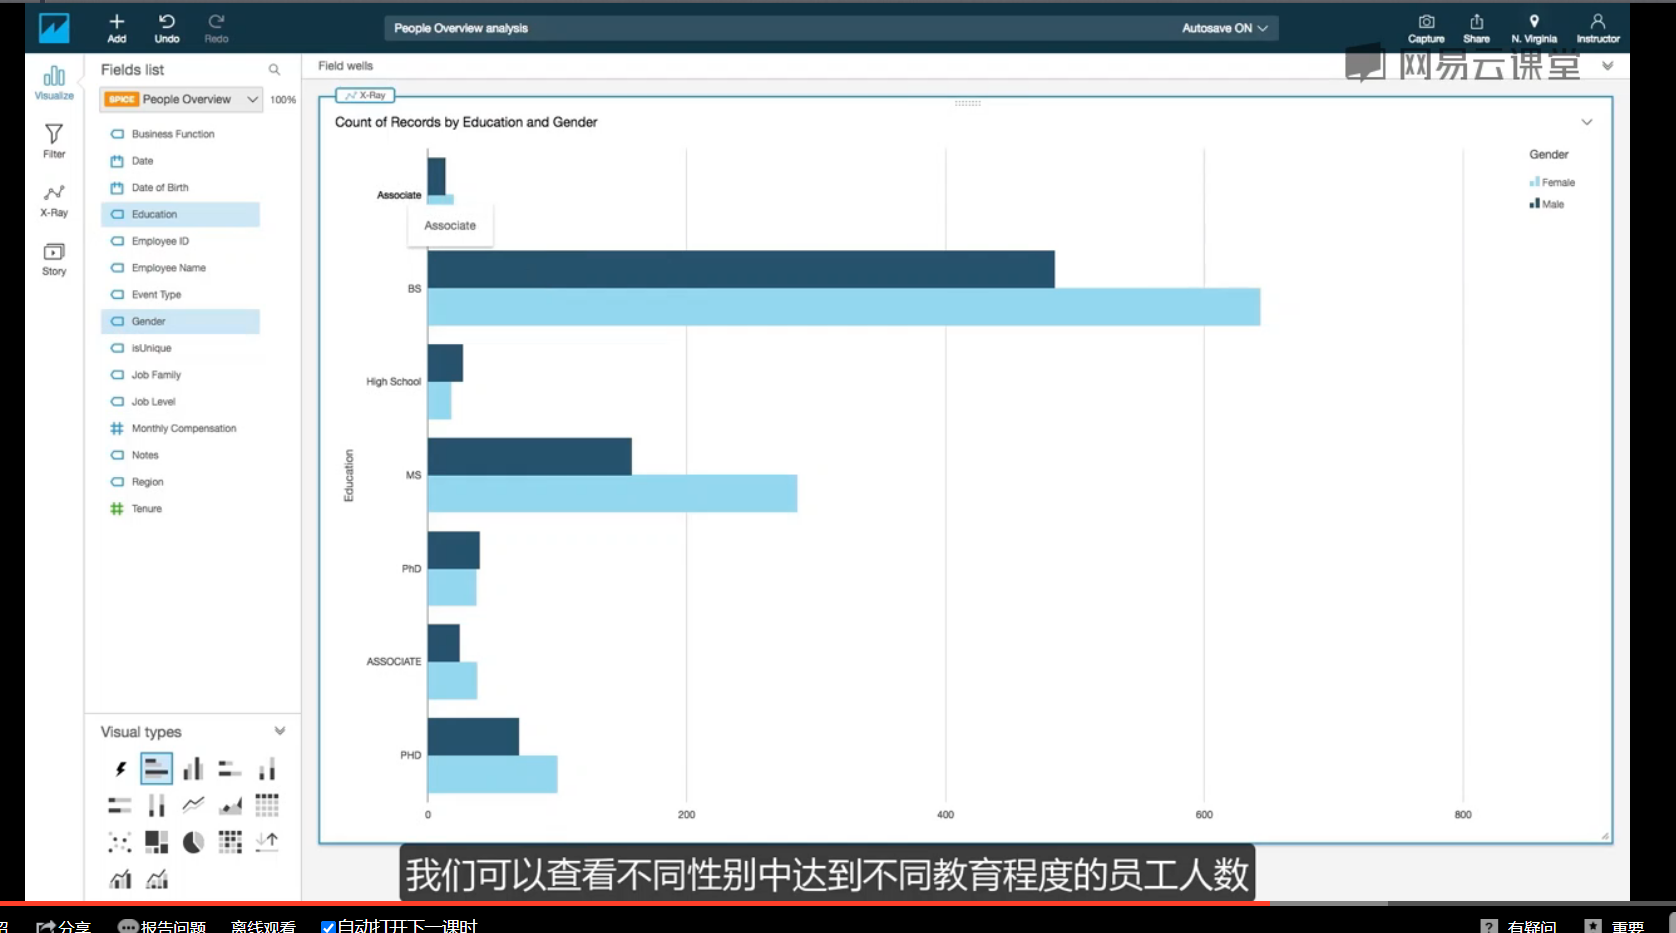 Add
Undo
Redo
People Overview analysis
Autosave ON
Capture
Share
N. Virginia
Instructor
网易云课堂
Visualize
Filter
X-Ray
Story
Fields list
SPICE
People Overview
100%
Business Function
Date
Date of Birth
Education
Employee ID
Employee Name
Event Type
Gender
isUnique
Job Family
Job Level
Monthly Compensation
Notes
Region
Tenure
Visual types
Field wells
X-Ray
Count of Records by Education and Gender
Gender
Female
Male
Associate
Associate
BS
High School
Education
MS
PhD
ASSOCIATE
PHD
0
200
400
600
800
我们可以查看不同性别中达到不同教育程度的员工人数
分享
报告问题
离线观看
自动打开下一课时
? 有疑问
重要